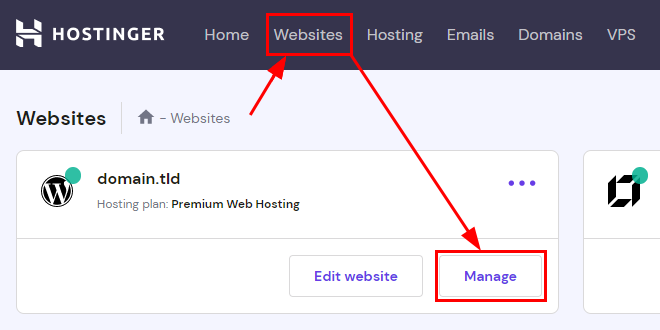 HOSTINGER Home Websites Hosting Emails Domains VPS
Websites - Websites
domain.tld
Hosting plan: Premium Web Hosting
Edit website Manage